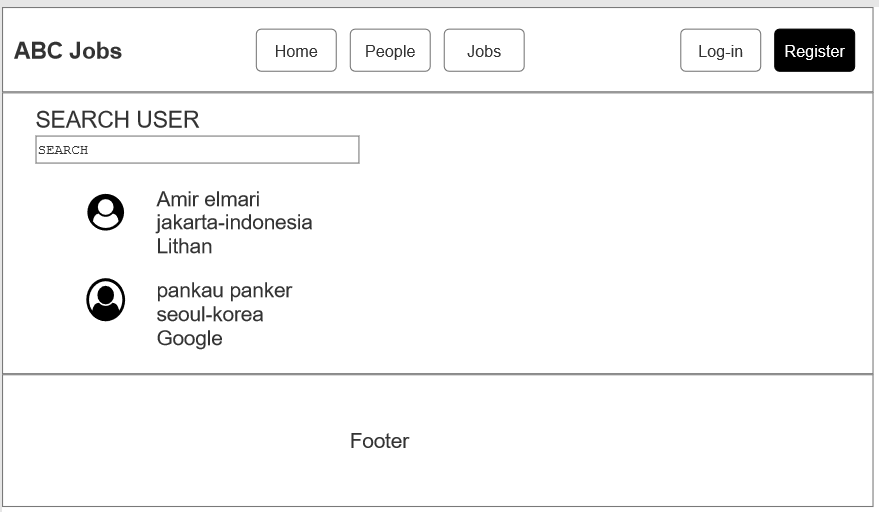 ABC Jobs
Home
People
Jobs
Log-in
Register
SEARCH USER
SEARCH
Amir elmari
jakarta-indonesia
Lithan
pankau panker
seoul-korea
Google
Footer